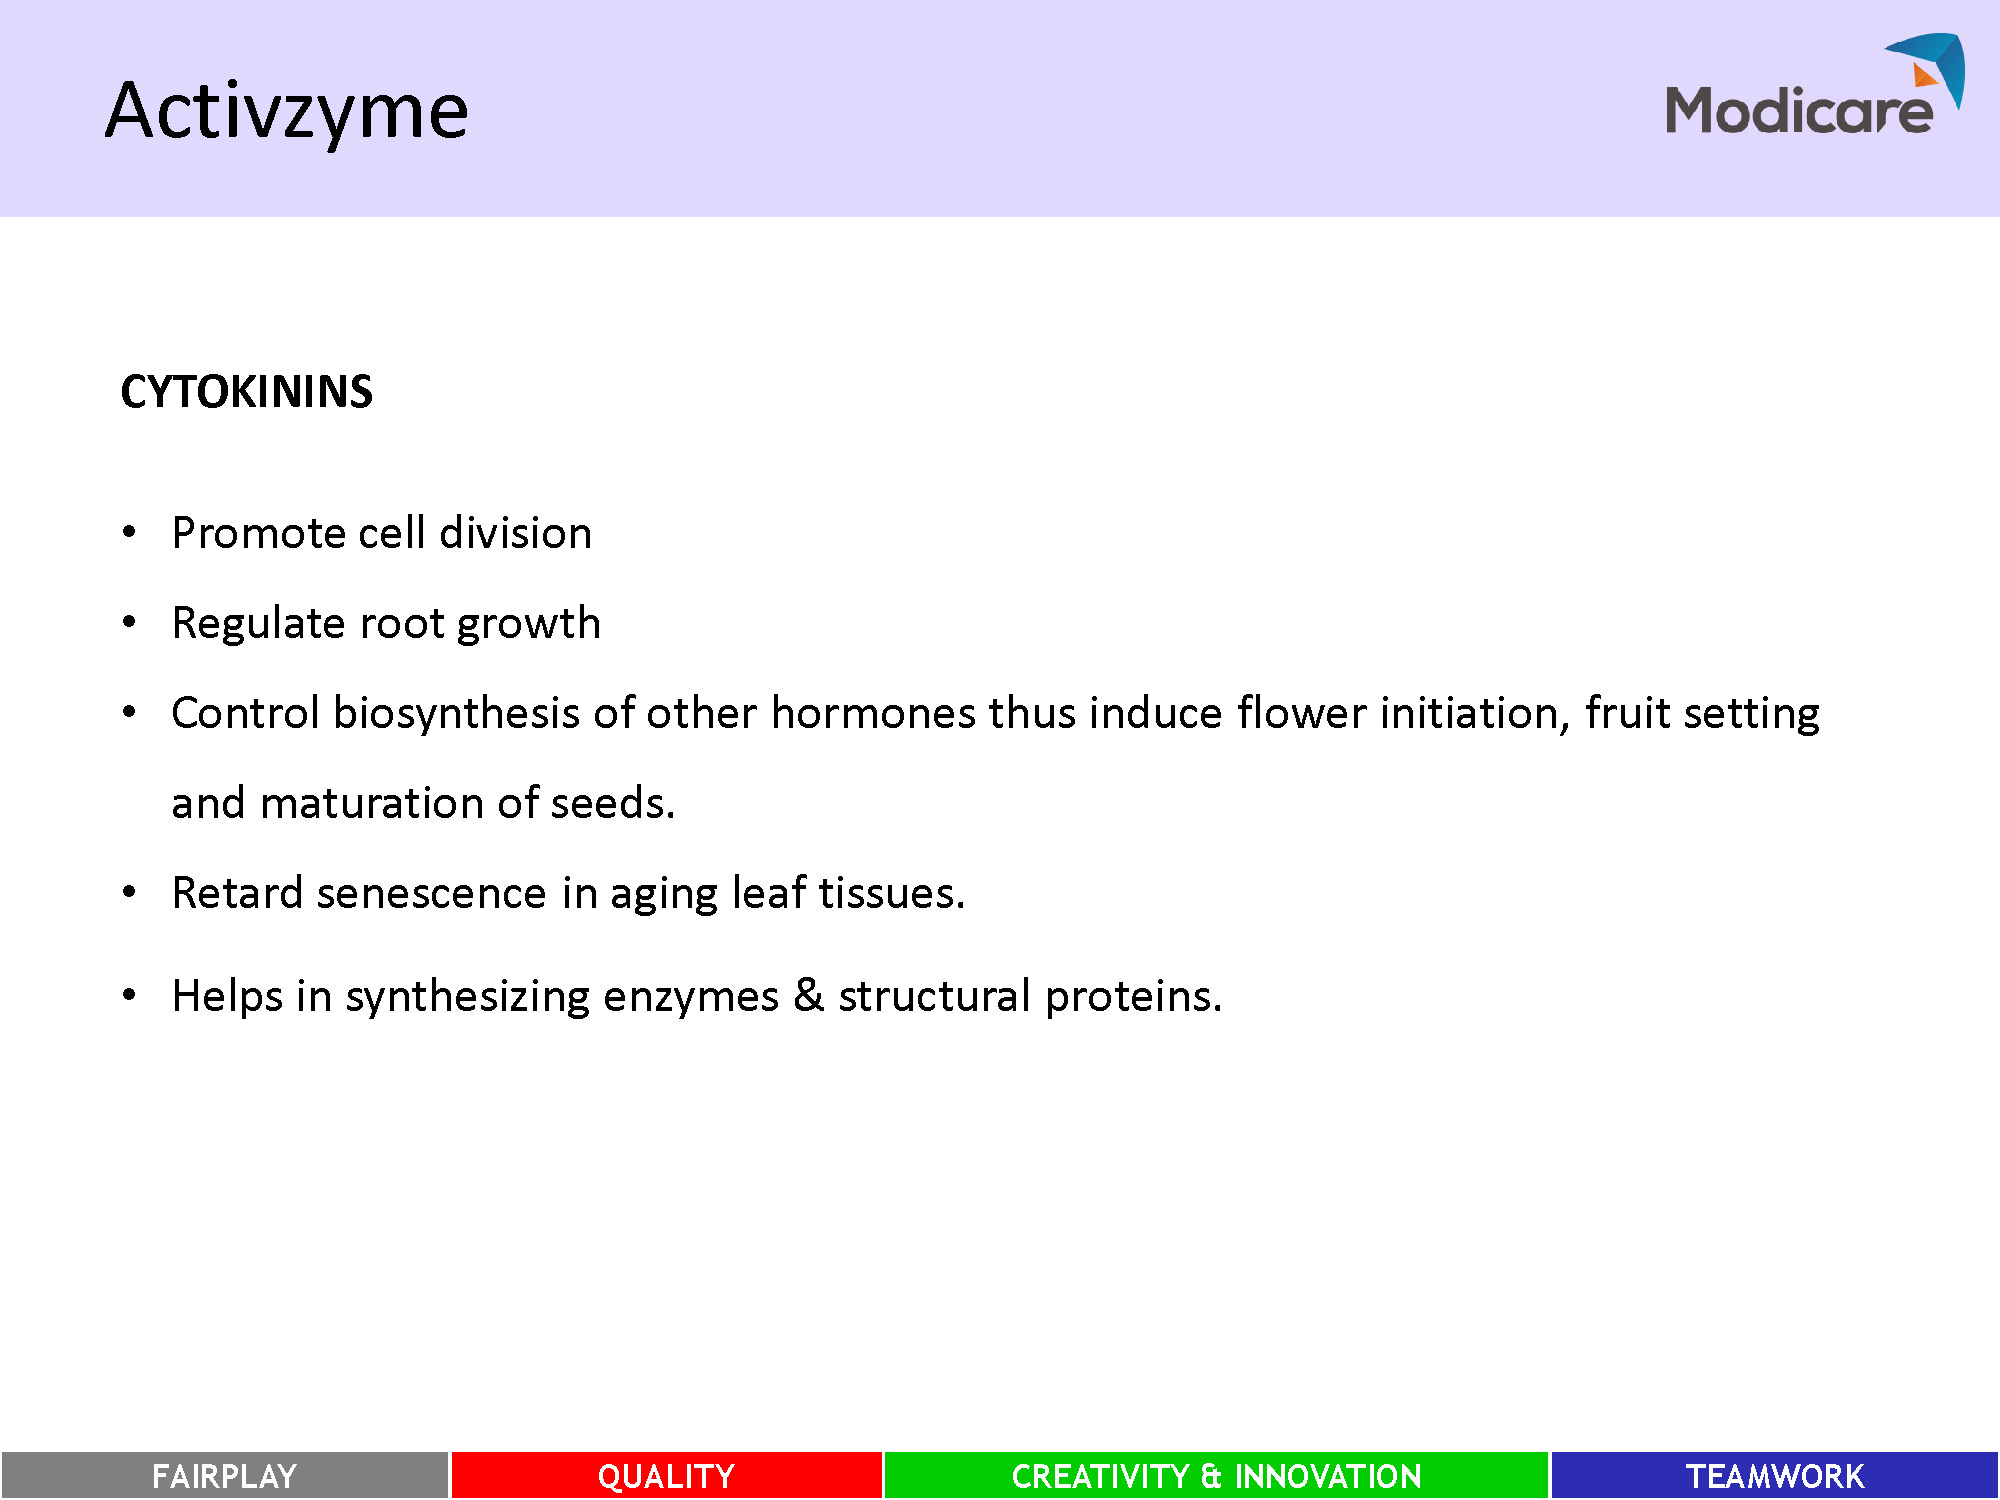 Activzyme
Modicare
CYTOKININS
• Promote cell division
• Regulate root growth
• Control biosynthesis of other hormones thus induce flower initiation, fruit setting
and maturation of seeds.
• Retard senescence in aging leaf tissues.
• Helps in synthesizing enzymes & structural proteins.
FAIRPLAY QUALITY CREATIVITY & INNOVATION TEAMWORK